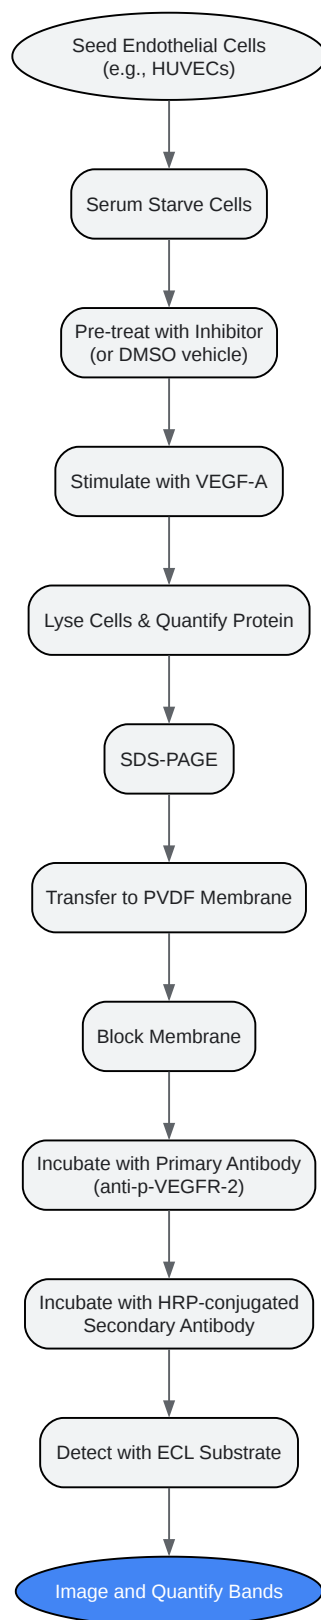 Seed Endothelial Cells
(e.g., HUVECs)
Serum Starve Cells
Pre-treat with Inhibitor
(or DMSO vehicle)
Stimulate with VEGF-A
Lyse Cells & Quantify Protein
SDS-PAGE
Transfer to PVDF Membrane
Block Membrane
Incubate with Primary Antibody
(anti-p-VEGFR-2)
Incubate with HRP-conjugated
Secondary Antibody
Detect with ECL Substrate
Image and Quantify Bands